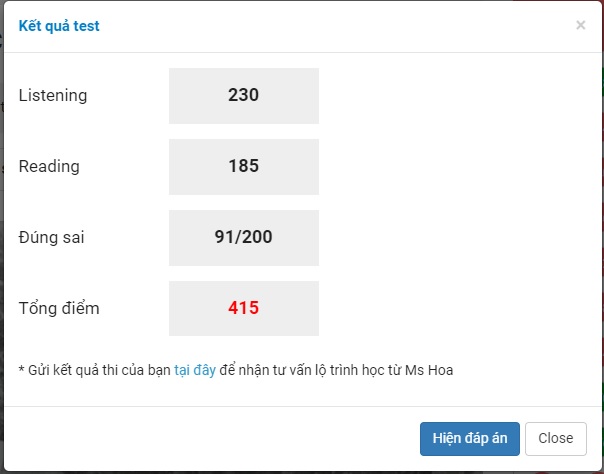 Kết quả test
×
Listening 230
Reading 185
Đúng sai 91/200
Tổng điểm 415
* Gửi kết quả thi của bạn tại đây để nhận tư vấn lộ trình học từ Ms Hoa
Hiện đáp án Close